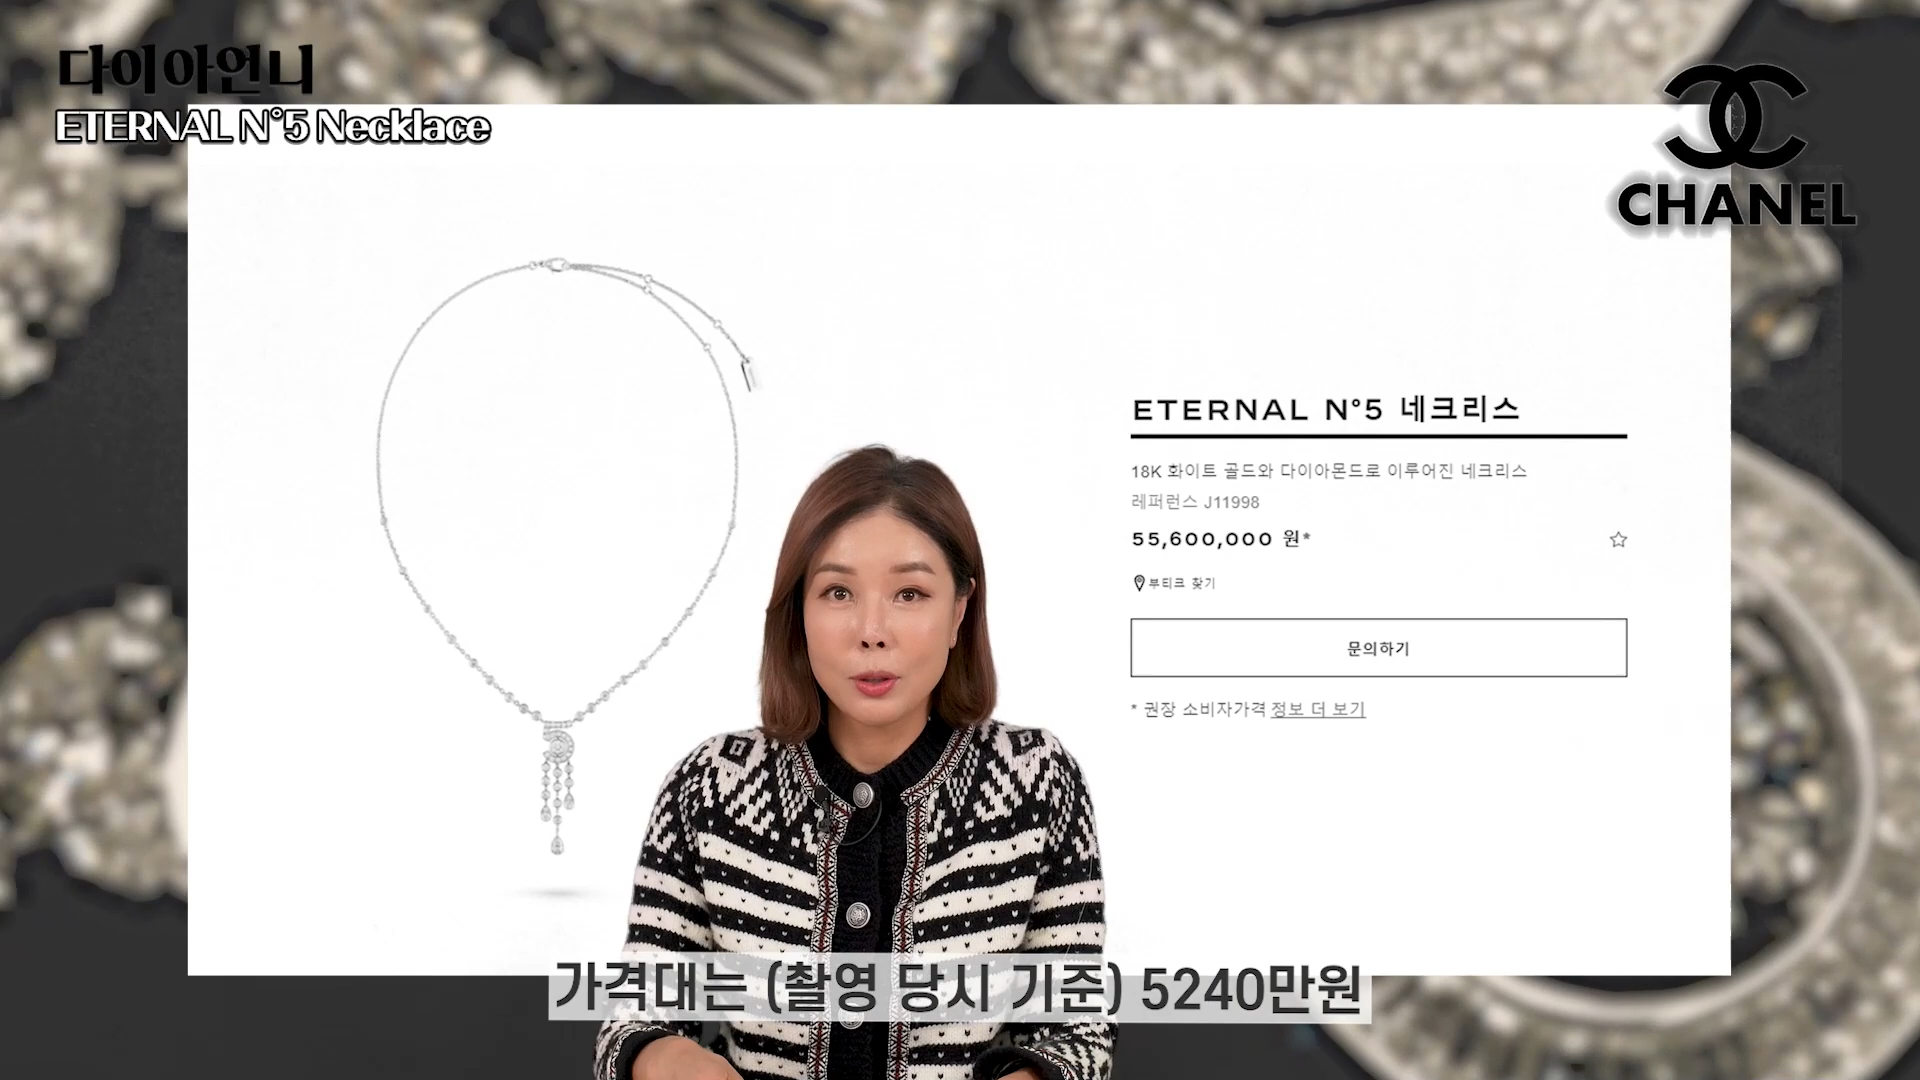 다이아언니
ETERNAL N°5 Necklace
CHANEL
ETERNAL N°5 네크리스
18K 화이트 골드와 다이아몬드로 이루어진 네크리스
레퍼런스 J11998
55,600,000 원*
부티크 찾기
문의하기
* 권장 소비자가격 정보 더 보기
가격대는 (촬영 당시 기준) 5240만원